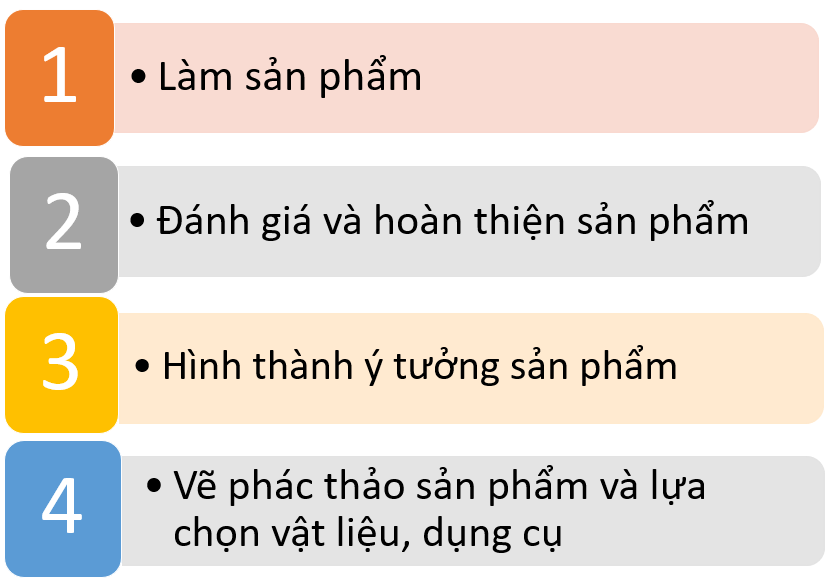 1
• Làm sản phẩm
2
• Đánh giá và hoàn thiện sản phẩm
3
• Hình thành ý tưởng sản phẩm
4
• Vẽ phác thảo sản phẩm và lựa
chọn vật liệu, dụng cụ